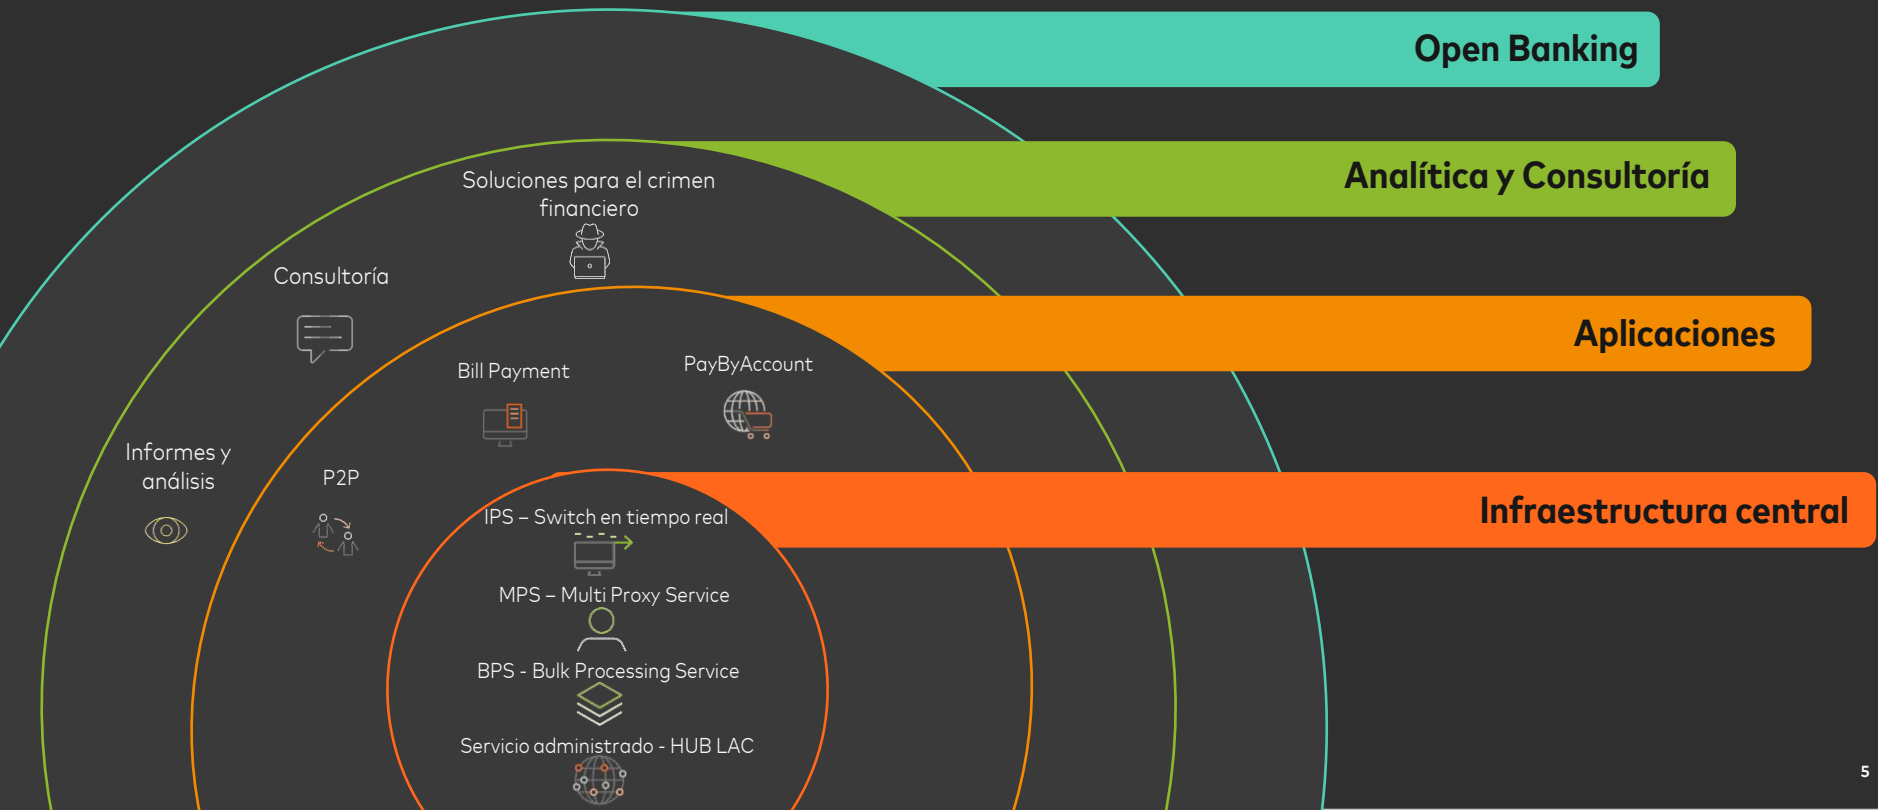 Open Banking
Analítica y Consultoría
Soluciones para el crimen
financiero
Consultoría
Aplicaciones
Bill Payment
PayByAccount
Informes y
análisis
P2P
Infraestructura central
IPS – Switch en tiempo real
MPS – Multi Proxy Service
BPS - Bulk Processing Service
Servicio administrado - HUB LAC
5